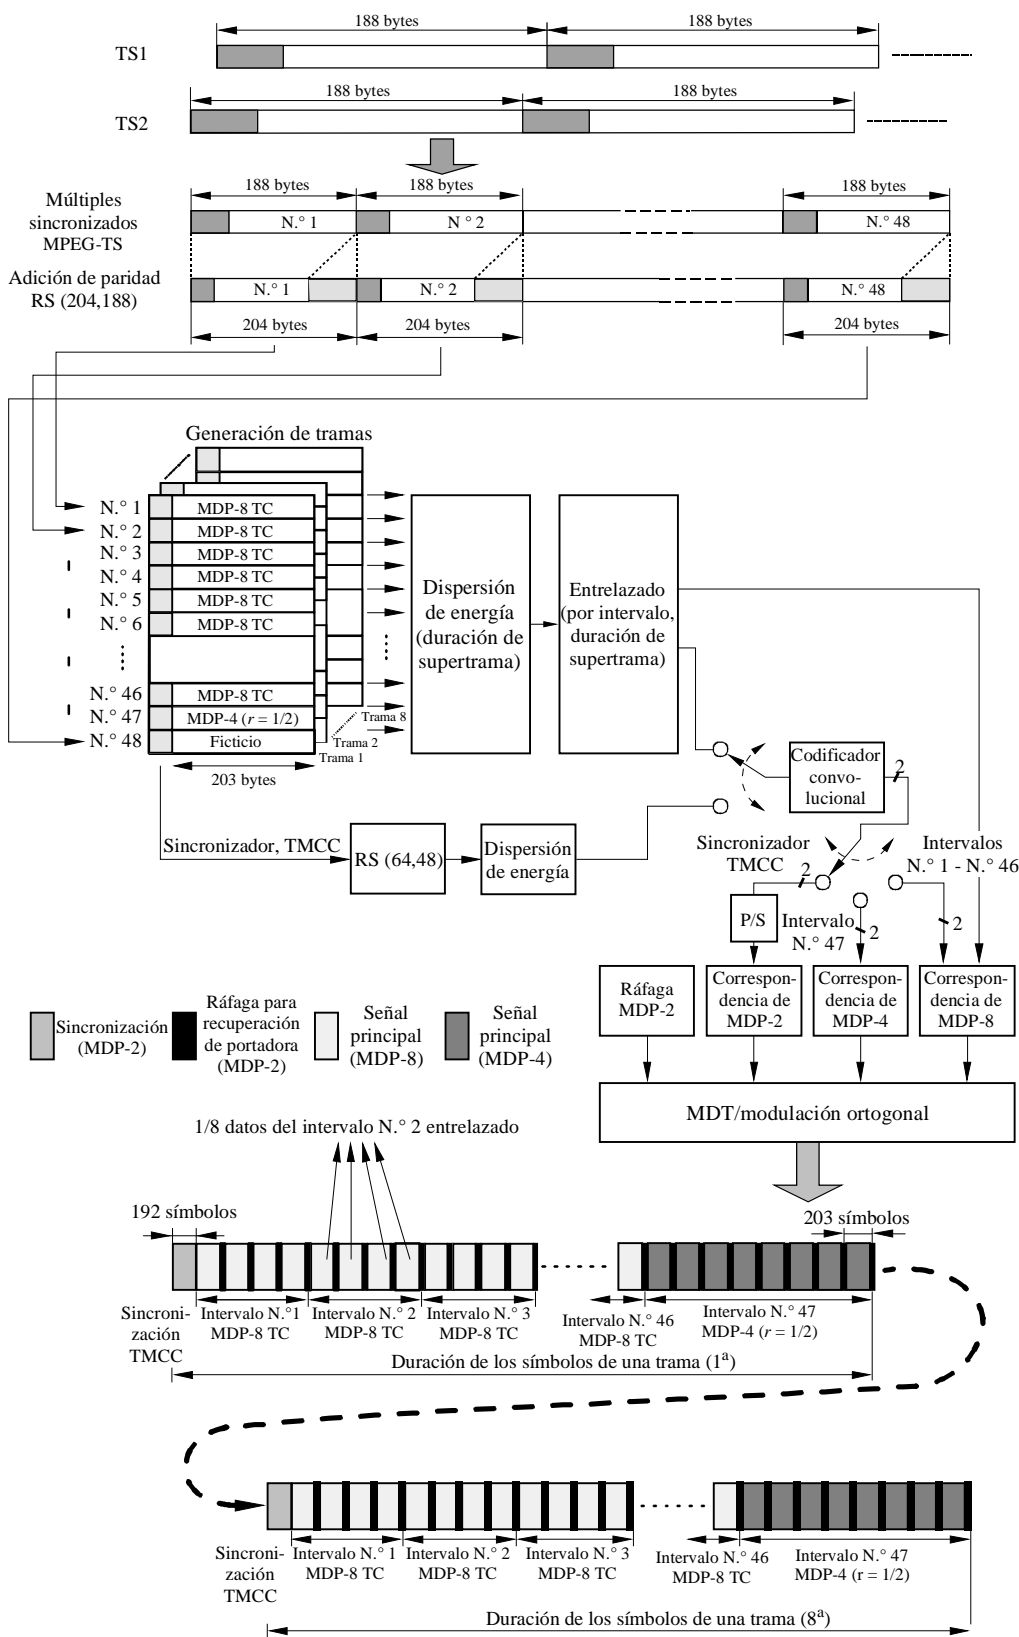 188 bytes
188 bytes
TS1
188 bytes
188 bytes
TS2
188 bytes
188 bytes
188 bytes
Múltiples
sincronizados
MPEG-TS
N.° 1
N ° 2
N.° 48
Adición de paridad
RS (204,188)
N.° 1
N.° 2
N.° 48
204 bytes
204 bytes
204 bytes
Generación de tramas
N.° 1
MDP-8 TC
N.° 2
MDP-8 TC
N.° 3
MDP-8 TC
N.° 4
MDP-8 TC
N.° 5
MDP-8 TC
N.° 6
MDP-8 TC
N.° 46
MDP-8 TC
N.° 47
MDP-4 (r = 1/2)
N.° 48
Ficticio
Trama 8
Trama 2
Trama 1
203 bytes
Dispersión
de energía
(duración de
supertrama)
Entrelazado
(por intervalo,
duración de
supertrama)
Codificador
convo-
lucional
2
Sincronizador, TMCC
RS (64,48)
Dispersión
de energía
Sincronizador
TMCC
Intervalos
N.° 1 - N.° 46
2
P/S
Intervalo
N.° 47
2
2
Ráfaga
MDP-2
Correspon-
dencia de
MDP-2
Correspon-
dencia de
MDP-4
Correspon-
dencia de
MDP-8
Sincronización
(MDP-2)
Ráfaga para
recuperación
de portadora
(MDP-2)
Señal
principal
(MDP-8)
Señal
principal
(MDP-4)
MDT/modulación ortogonal
1/8 datos del intervalo N.° 2 entrelazado
192 símbolos
203 símbolos
Sincroni-
zación
TMCC
Intervalo N.°1
MDP-8 TC
Intervalo N.° 2
MDP-8 TC
Intervalo N.° 3
MDP-8 TC
Intervalo N.° 46
MDP-8 TC
Intervalo N.° 47
MDP-4 (r = 1/2)
Duración de los símbolos de una trama (1ª)
Sincroni-
zación
TMCC
Intervalo N.° 1
MDP-8 TC
Intervalo N.° 2
MDP-8 TC
Intervalo N.° 3
MDP-8 TC
Intervalo N.° 46
MDP-8 TC
Intervalo N.° 47
MDP-4 (r = 1/2)
Duración de los símbolos de una trama (8ª)